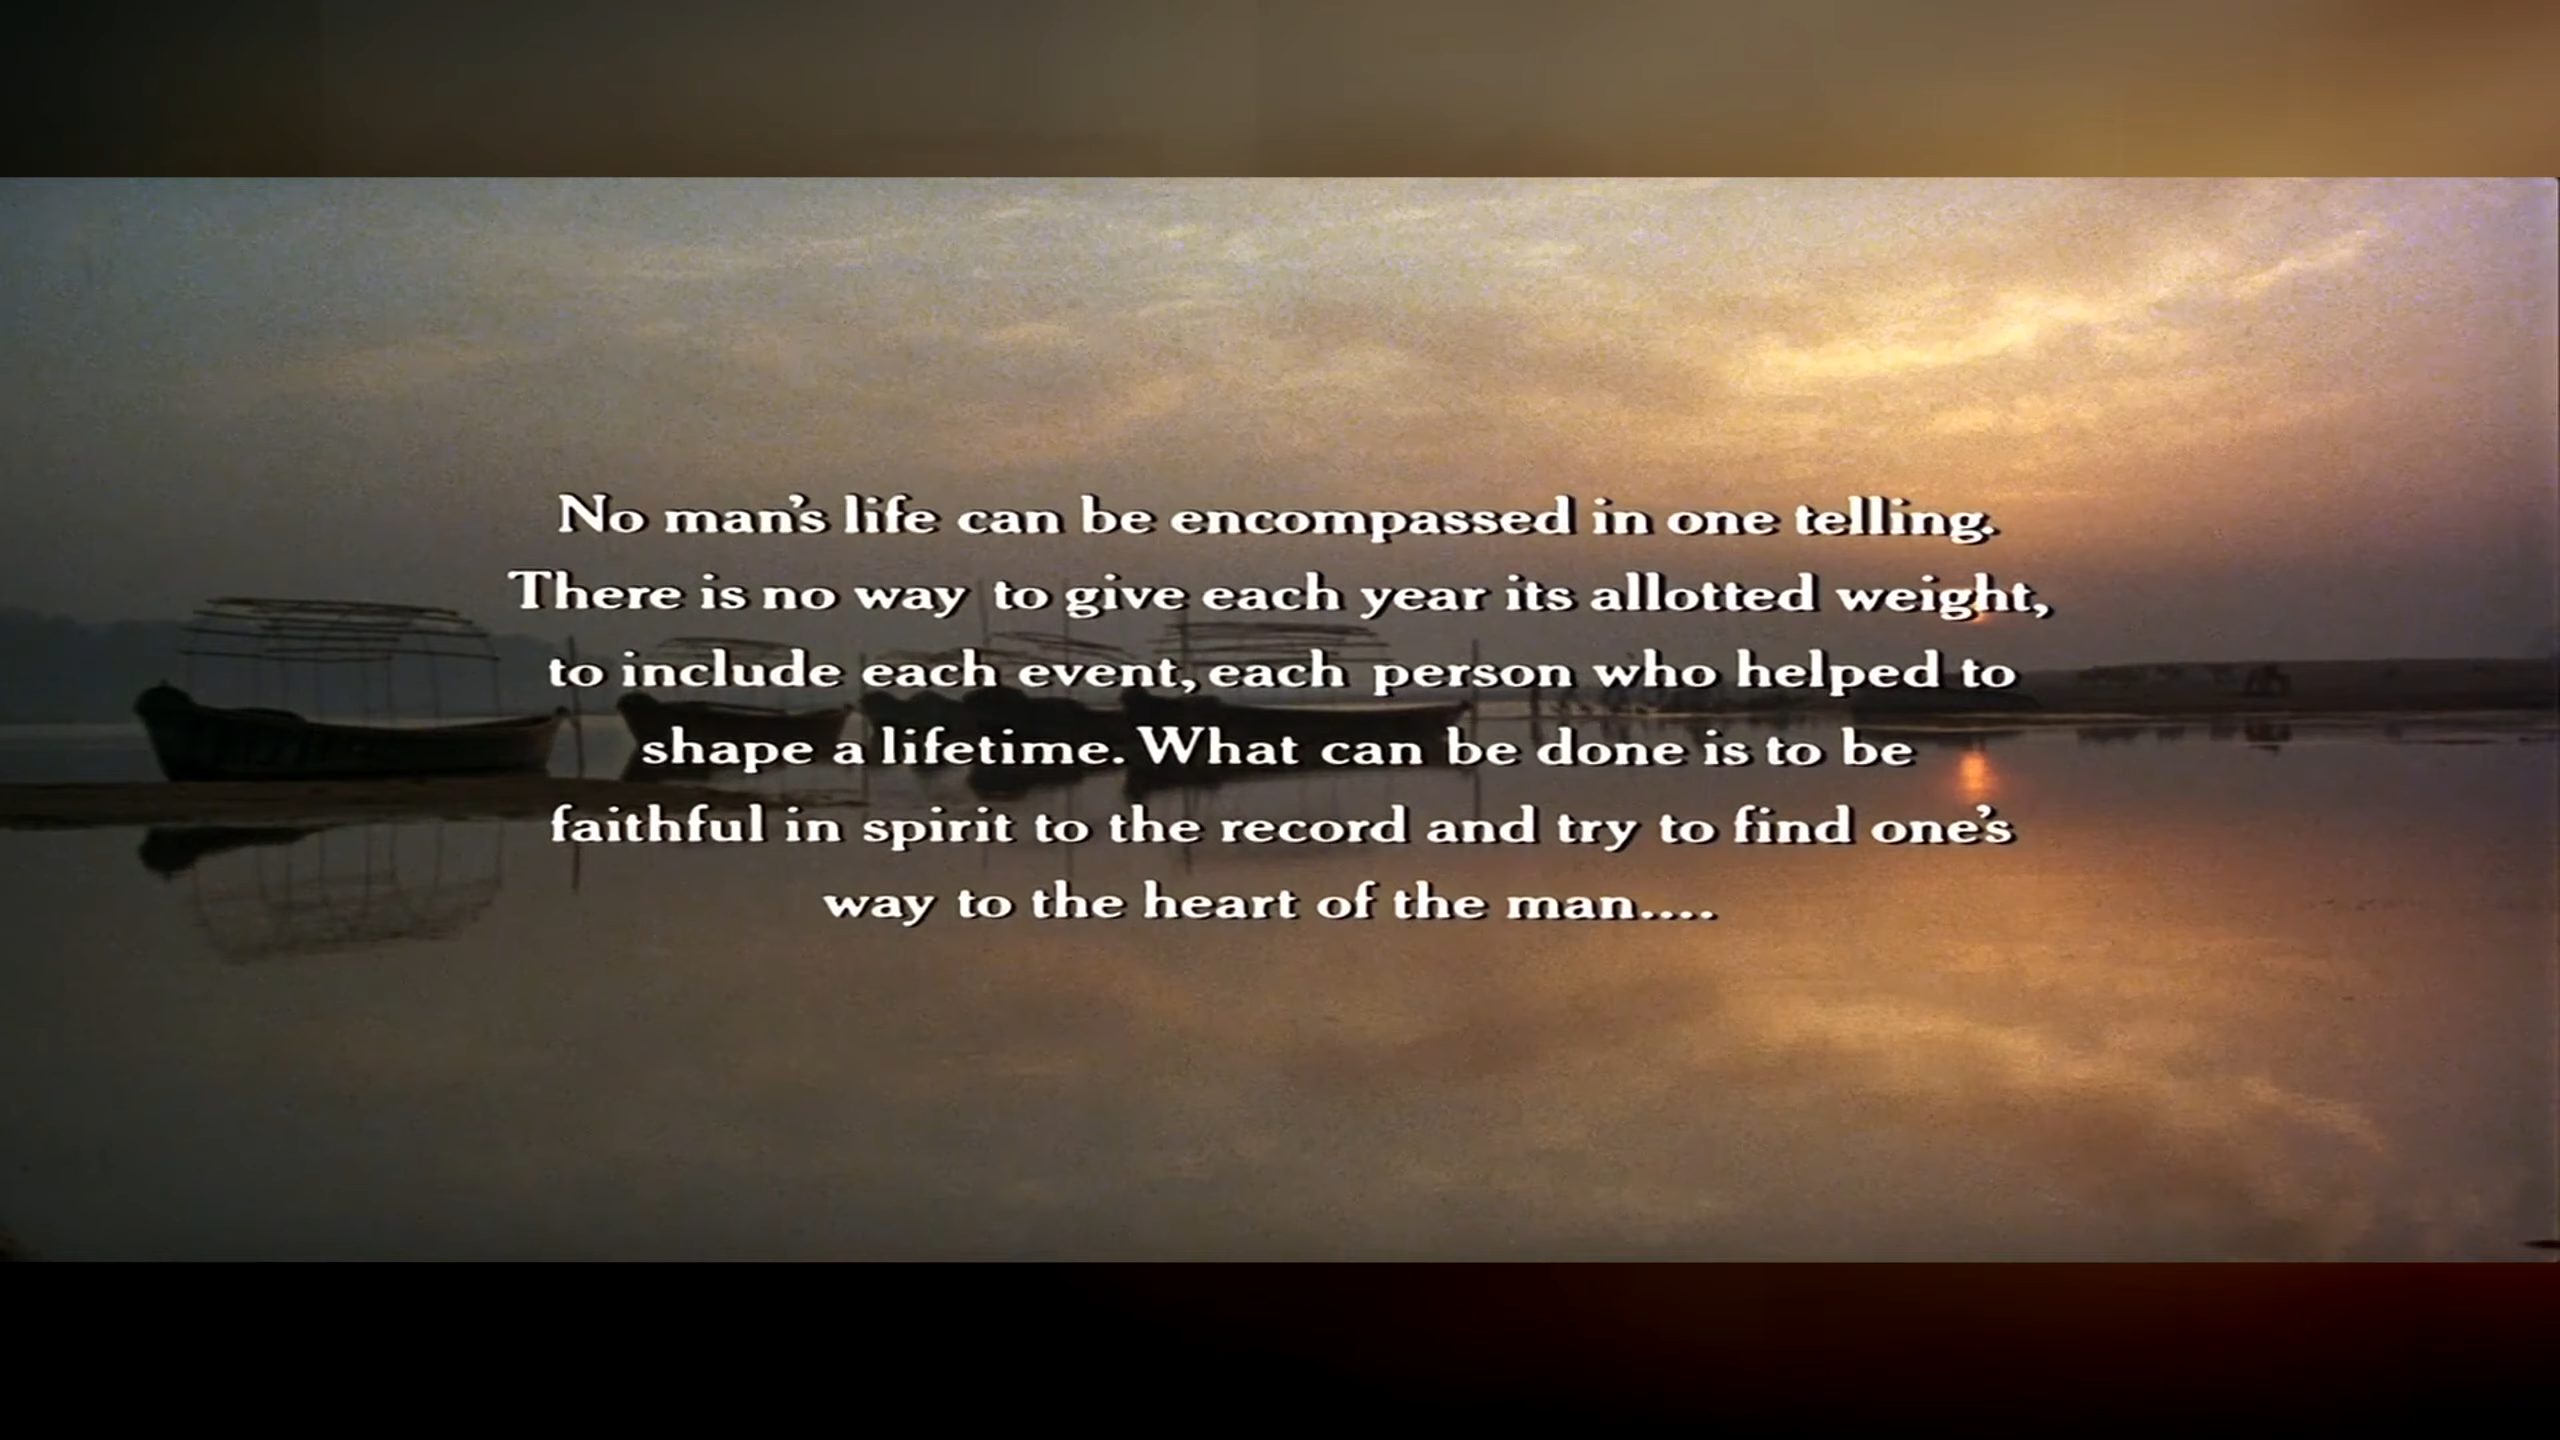 No man's life can be encompassed in one telling.
There is no way to give each year its allotted weight,
to include each event, each person who helped to
shape a lifetime. What can be done is to be
faithful in spirit to the record and try to find one's
way to the heart of the man....